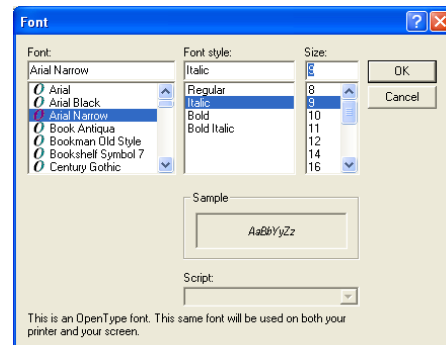 Font
Font: Font style: Size:
Arial Narrow Italic 9
Arial Regular 8
Arial Black Italic 9
Arial Narrow Bold 10
Book Antiqua Bold Italic 11
Bookman Old Style 12
Bookshelf Symbol 7 14
Century Gothic 16
OK
Cancel
Sample
AaBbYyZz
Script:
This is an OpenType font. This same font will be used on both your
printer and your screen.